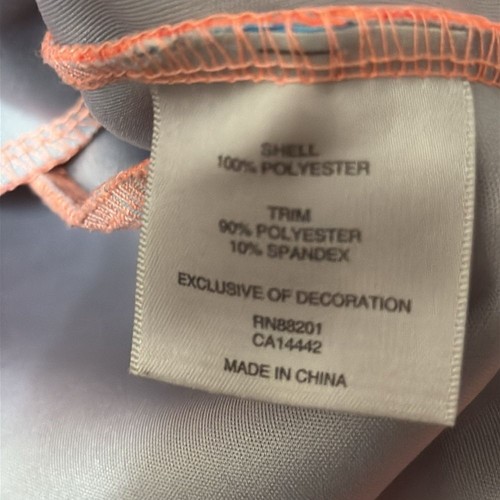 SHELL
100% POLYESTER
TRIM
90% POLYESTER
10% SPANDEX
EXCLUSIVE OF DECORATION
RN88201
CA14442
MADE IN CHINA